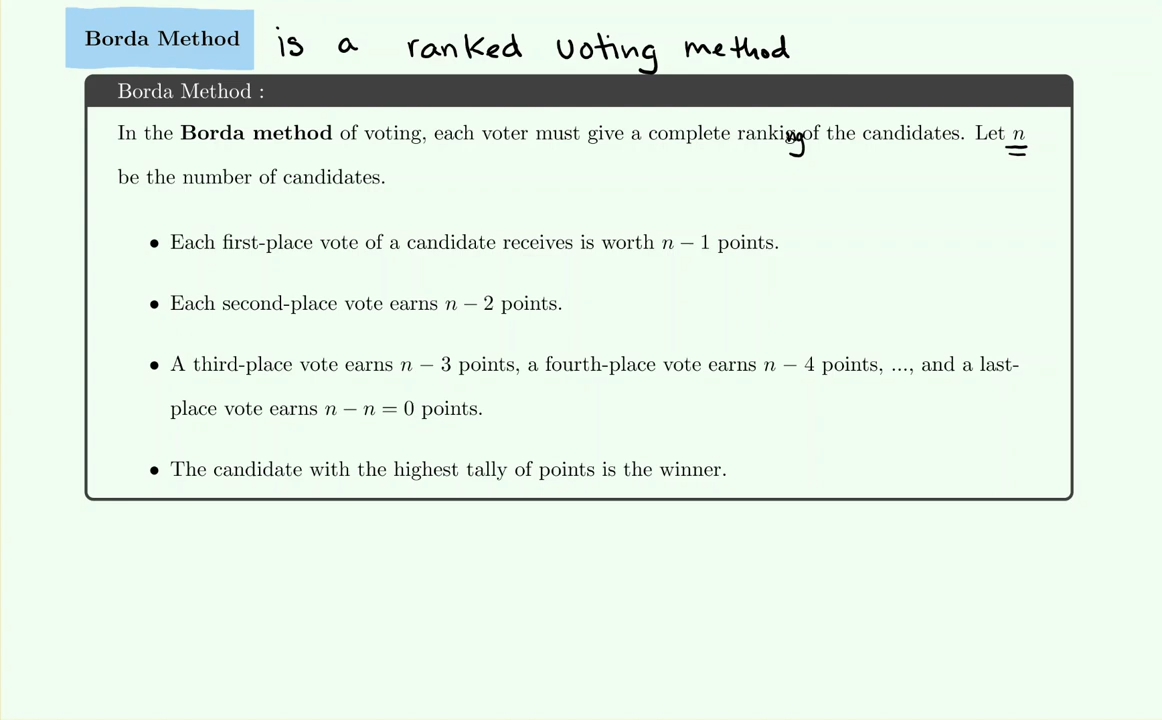 Borda Method is a ranked voting method
Borda Method :
In the Borda method of voting, each voter must give a complete ranking of the candidates. Let n
be the number of candidates.
• Each first-place vote of a candidate receives is worth n − 1 points.
• Each second-place vote earns n − 2 points.
• A third-place vote earns n − 3 points, a fourth-place vote earns n − 4 points, ..., and a last-
place vote earns n − n = 0 points.
• The candidate with the highest tally of points is the winner.